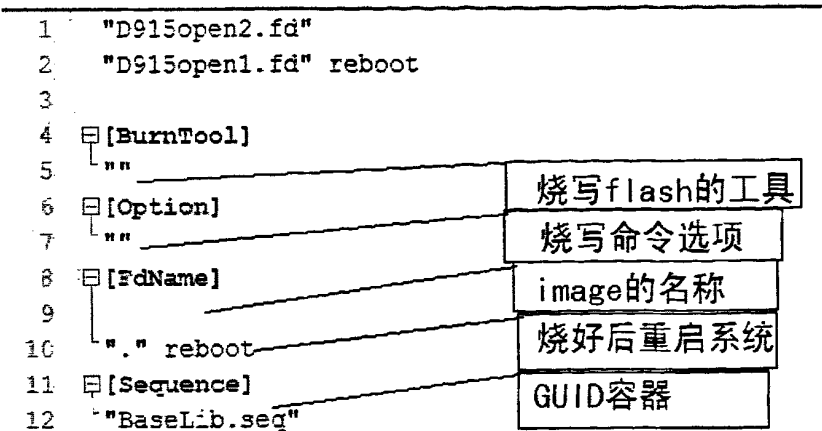 1 "D915open2.fd"
2 "D915open1.fd" reboot
3
4 [BurnTool]
5 ""
6 [Option]
7 ""
8 [FdName]
9
10 "." reboot
11 [Sequence]
12 "BaseLib.seq"
烧写flash的工具
烧写命令选项
image的名称
烧好后重启系统
GUID容器